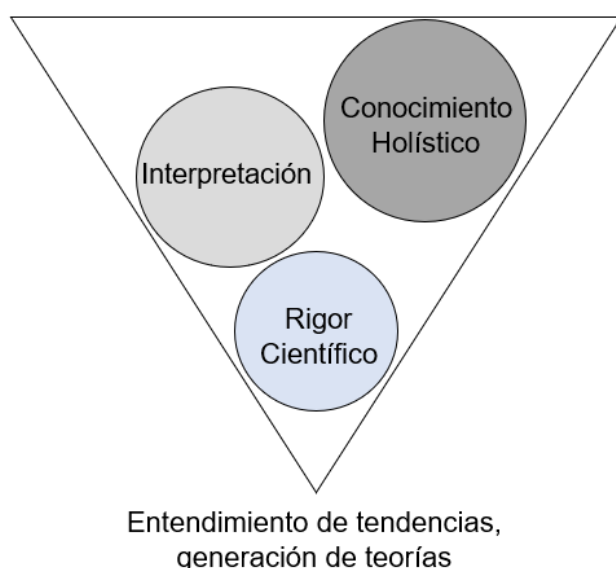 Conocimiento
Holístico
Interpretación
Rigor
Científico
Entendimiento de tendencias,
generación de teorías